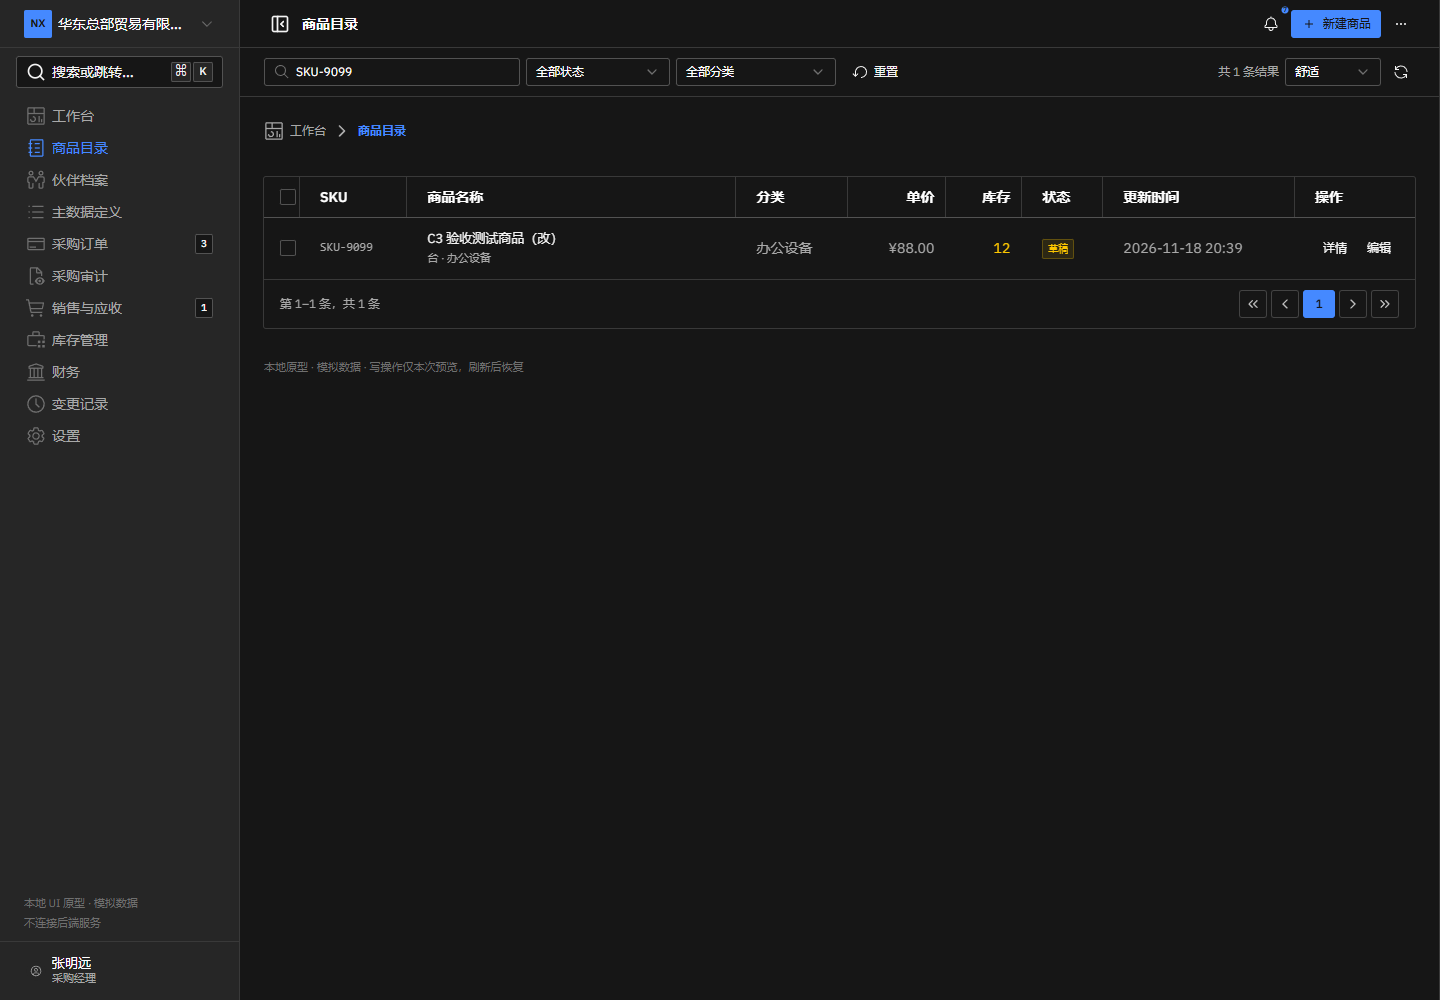 NX 华东总部贸易有限...
搜索或跳转... ⌘ K
工作台
商品目录
伙伴档案
主数据定义
采购订单 3
采购审计
销售与应收 1
库存管理
财务
变更记录
设置
本地 UI 原型 · 模拟数据
不连接后端服务
张明远
采购经理
商品目录
+ 新建商品 ...
SKU-9099 全部状态 全部分类 重置 共 1 条结果 舒适
工作台 > 商品目录
SKU 商品名称 分类 单价 库存 状态 更新时间 操作
SKU-9099 C3 验收测试商品（改） 办公设备 ¥88.00 12 草稿 2026-11-18 20:39 详情 编辑
台 · 办公设备
第 1–1 条，共 1 条 « ‹ 1 › »
本地原型 · 模拟数据 · 写操作仅本次预览，刷新后恢复